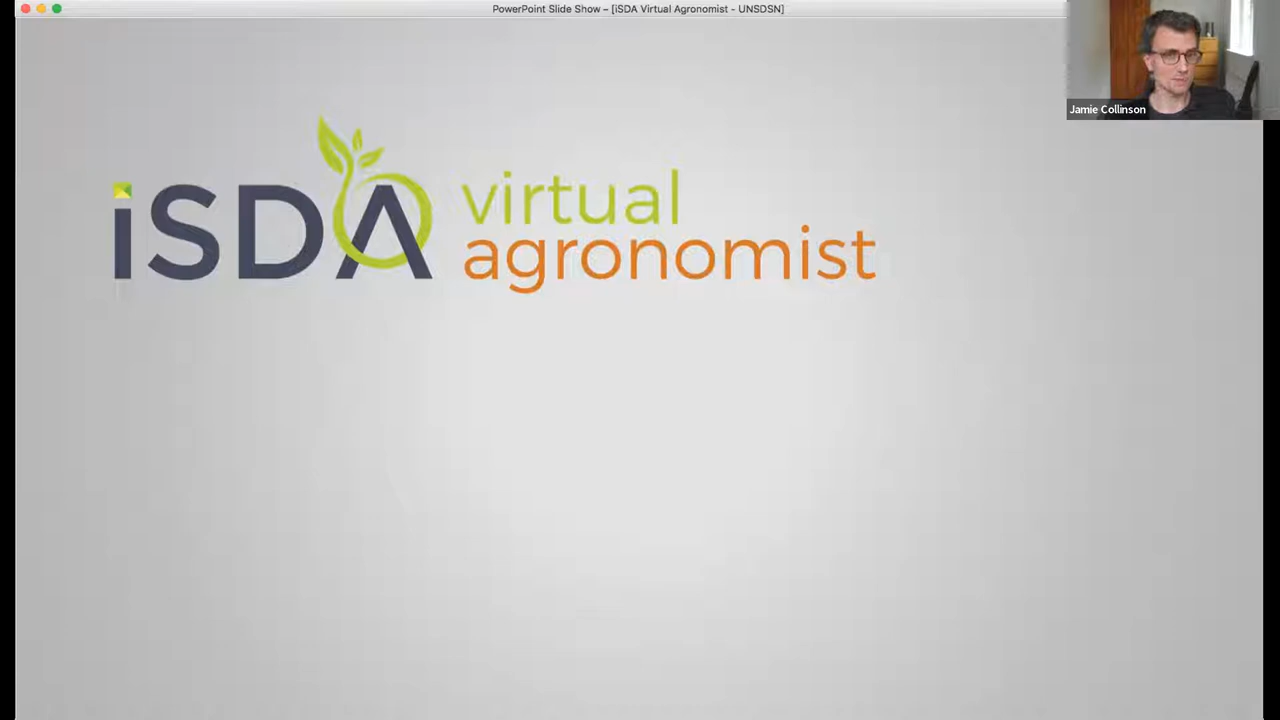 PowerPoint Slide Show – [iSDA Virtual Agronomist - UNSDSN]
Jamie Collinson
iSDA virtual
agronomist